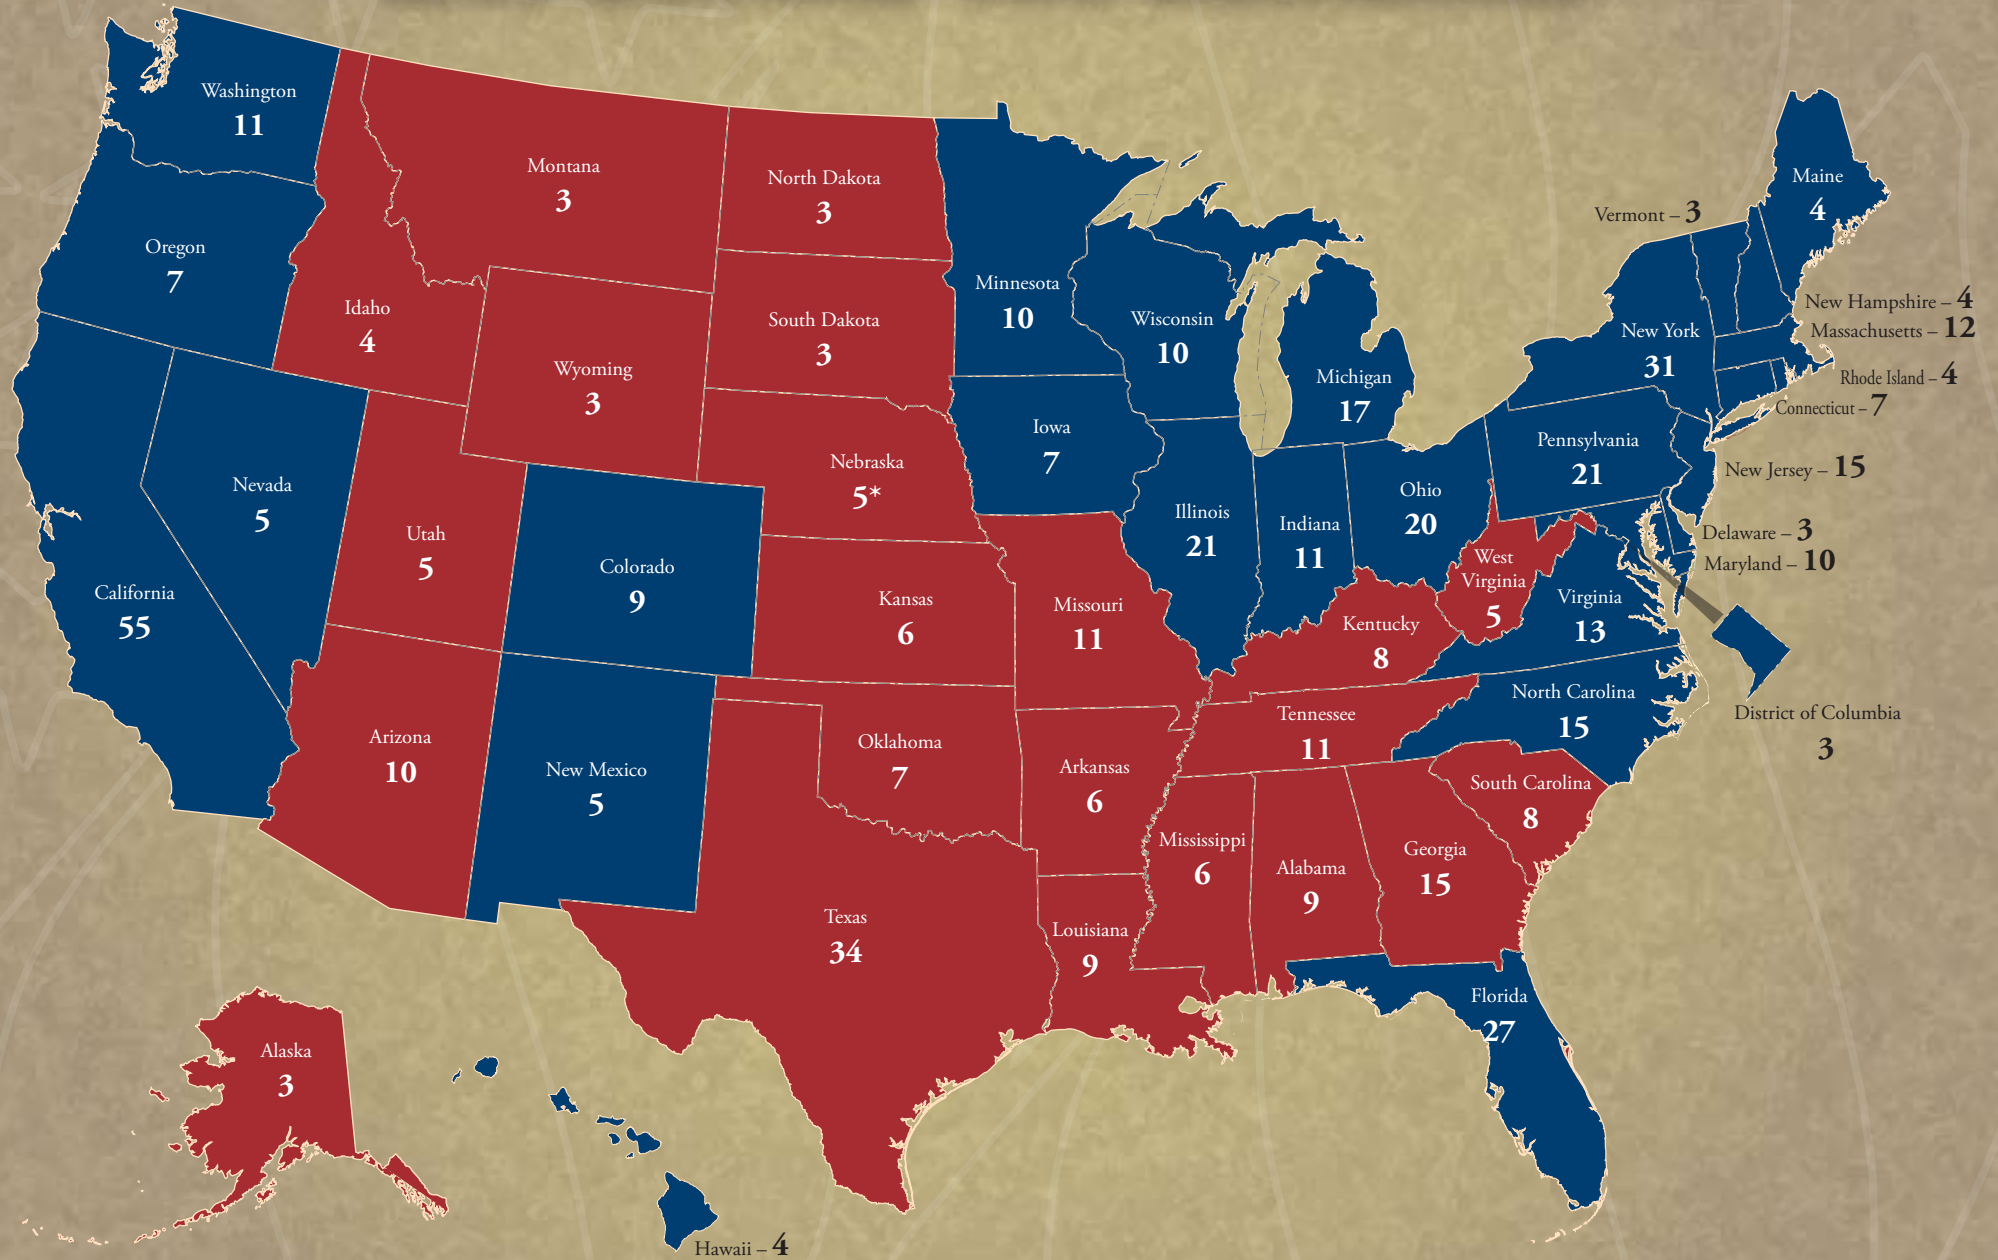 Washington
11
Oregon
7
California
55
Nevada
5
Idaho
4
Montana
3
Wyoming
3
Utah
5
Arizona
10
Colorado
9
New Mexico
5
North Dakota
3
South Dakota
3
Nebraska
5*
Kansas
6
Oklahoma
7
Texas
34
Minnesota
10
Iowa
7
Missouri
11
Arkansas
6
Louisiana
9
Wisconsin
10
Illinois
21
Michigan
17
Indiana
11
Ohio
20
Kentucky
8
Tennessee
11
Mississippi
6
Alabama
9
Georgia
15
Florida
27
South Carolina
8
North Carolina
15
Virginia
13
West
Virginia
5
Pennsylvania
21
New York
31
Vermont – 3
Maine
4
New Hampshire – 4
Massachusetts – 12
Rhode Island – 4
Connecticut – 7
New Jersey – 15
Delaware – 3
Maryland – 10
District of Columbia
3
Alaska
3
Hawaii – 4